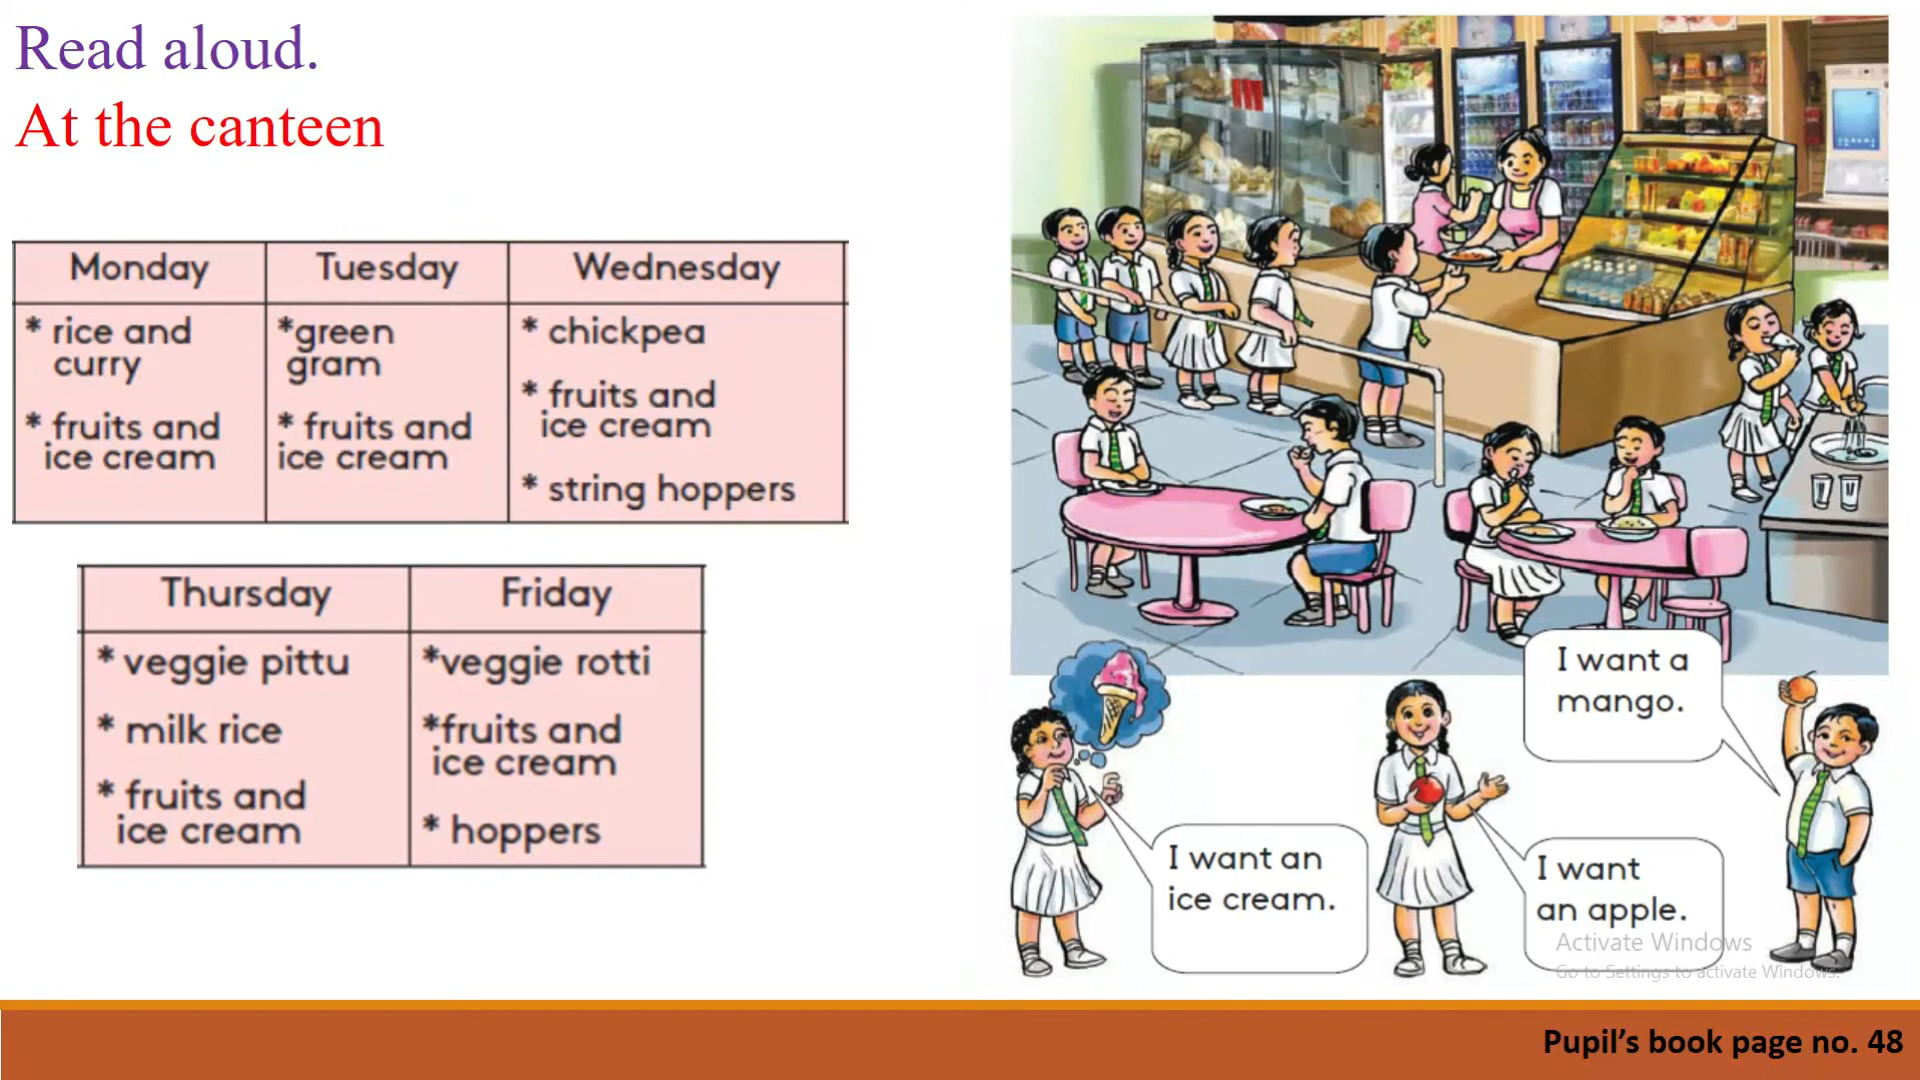 Read aloud.
At the canteen
Monday
Tuesday
Wednesday
* rice and
curry
* fruits and
ice cream
*green
gram
* fruits and
ice cream
* chickpea
* fruits and
ice cream
* string hoppers
Thursday
Friday
* veggie pittu
* milk rice
* fruits and
ice cream
*veggie rotti
*fruits and
ice cream
* hoppers
I want a
mango.
I want an
ice cream.
I want
an apple.
Activate Windows
Go to Settings to activate Windows.
Pupil's book page no. 48